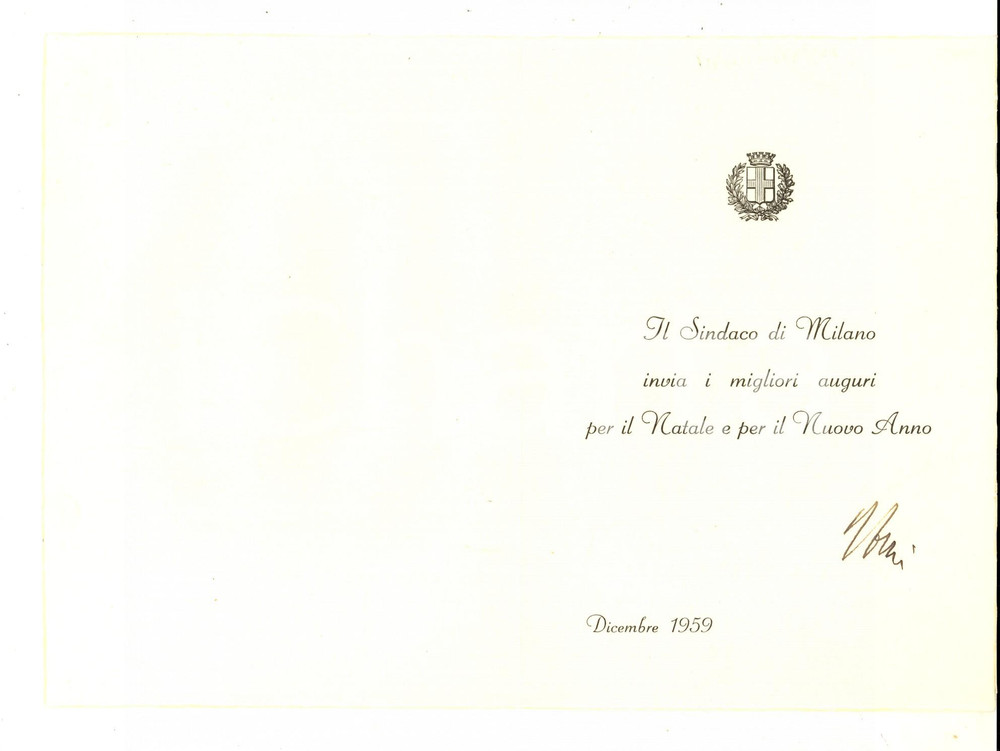 Il Sindaco di Milano
invia i migliori auguri
per il Natale e per il Nuovo Anno
Dicembre 1959